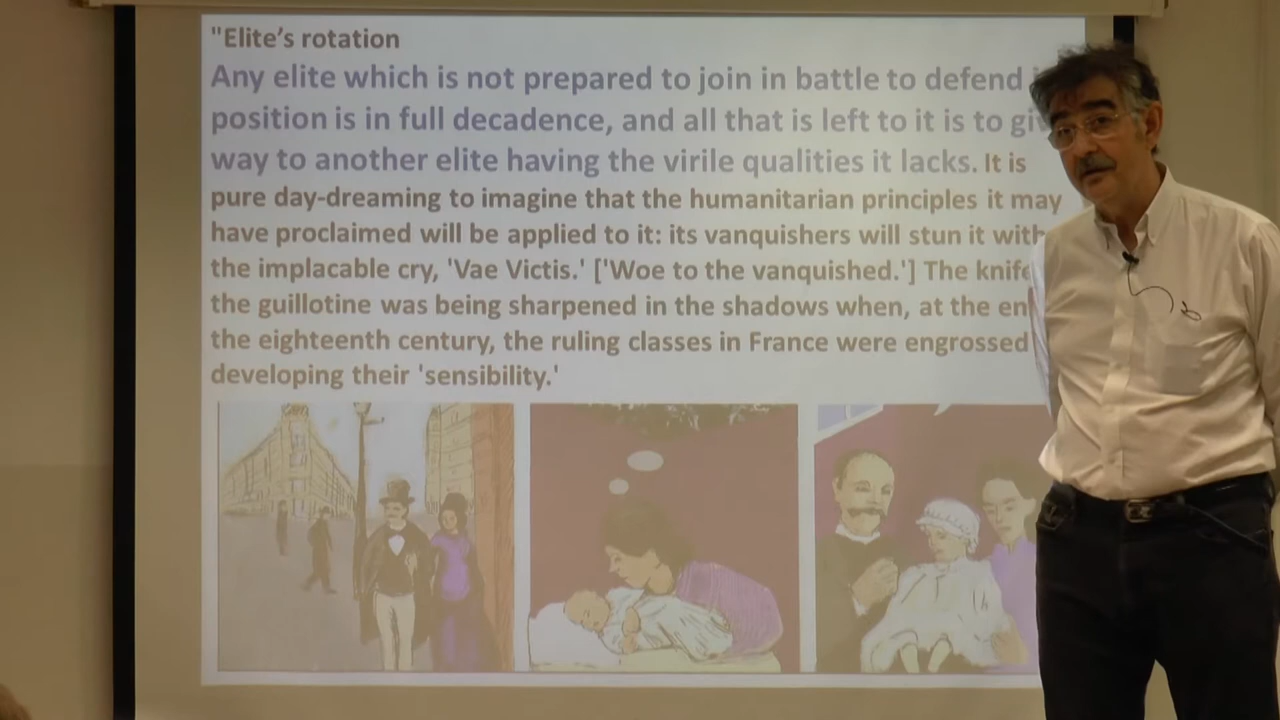 "Elite's rotation
Any elite which is not prepared to join in battle to defend
position is in full decadence, and all that is left to it is to
way to another elite having the virile qualities it lacks. It is
pure day-dreaming to imagine that the humanitarian principles it may
have proclaimed will be applied to it: its vanquishers will stun it with
the implacable cry, 'Vae Victis.' ['Woe to the vanquished.'] The knife
the guillotine was being sharpened in the shadows when, at the
the eighteenth century, the ruling classes in France were engrossed
developing their 'sensibility.'